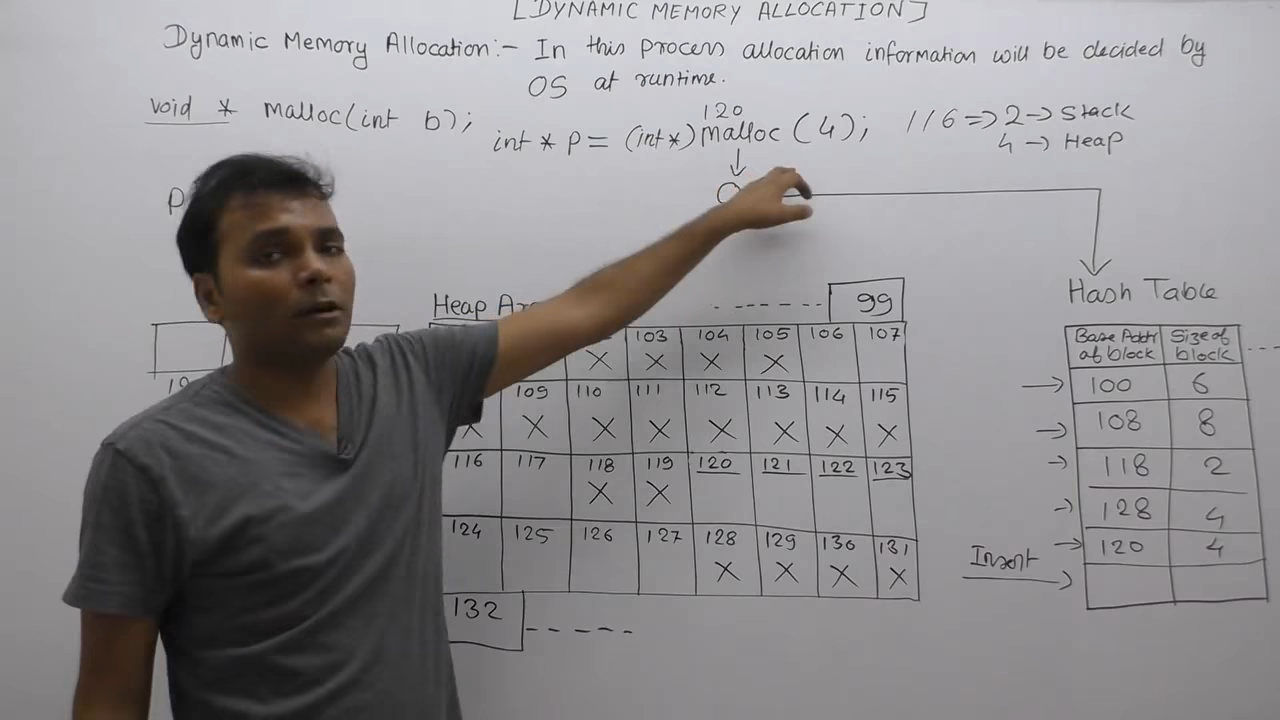 [DYNAMIC MEMORY ALLOCATION]
Dynamic Memory Allocation:- In this process allocation information will be decided by
OS at runtime.
void * malloc(int b);
120
int * p = (int*) malloc (4);
116 => 2 -> Stack
4 -> Heap
P
Heap
99
103 104 105 106 107
X X X X
109 110 111 112 113 114 115
X X X X X X X X
116 117 118 119 120 121 122 123
X X
124 125 126 127 128 129 130 131
X X X X
132
Hash Table
Base Addr of block Size of block
100 6
108 8
118 2
128 4
120 4
Insert